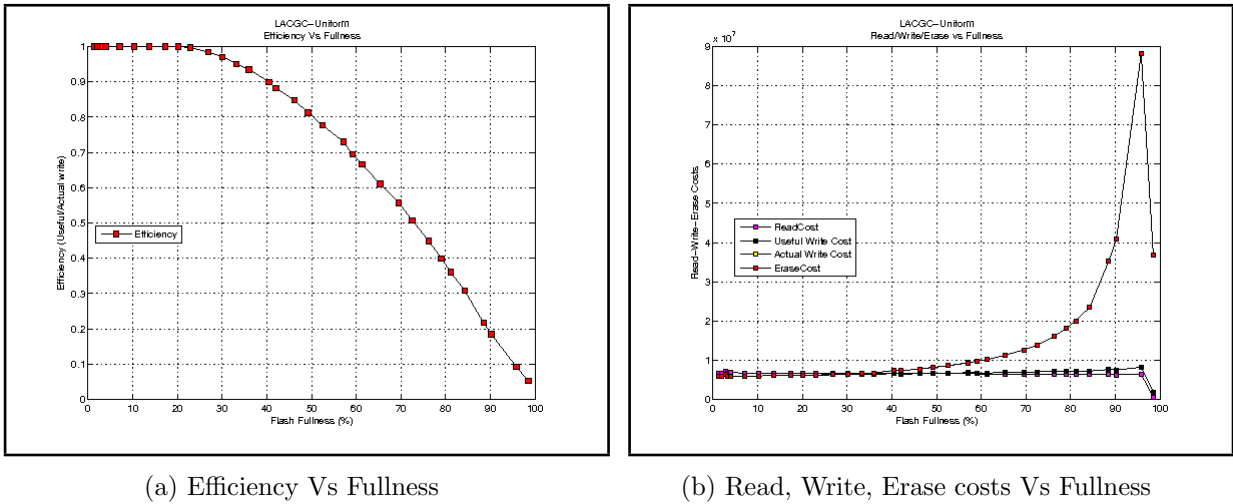 LACGC-Uniform
Efficiency Vs Fullness
1
0.9
0.8
0.7
0.6
0.5
0.4
0.3
0.2
0.1
0
Efficiency (Useful/Actual write)
Efficiency
0 10 20 30 40 50 60 70 80 90 100
Flash Fullness (%)
(a) Efficiency Vs Fullness
LACGC-Uniform
Read/Write/Erase vs Fullness
x 10^7
9
8
7
6
5
4
3
2
1
0
Read-Write-Erase Costs
ReadCost
Useful Write Cost
Actual Write Cost
EraseCost
0 10 20 30 40 50 60 70 80 90 100
Flash Fullness (%)
(b) Read, Write, Erase costs Vs Fullness